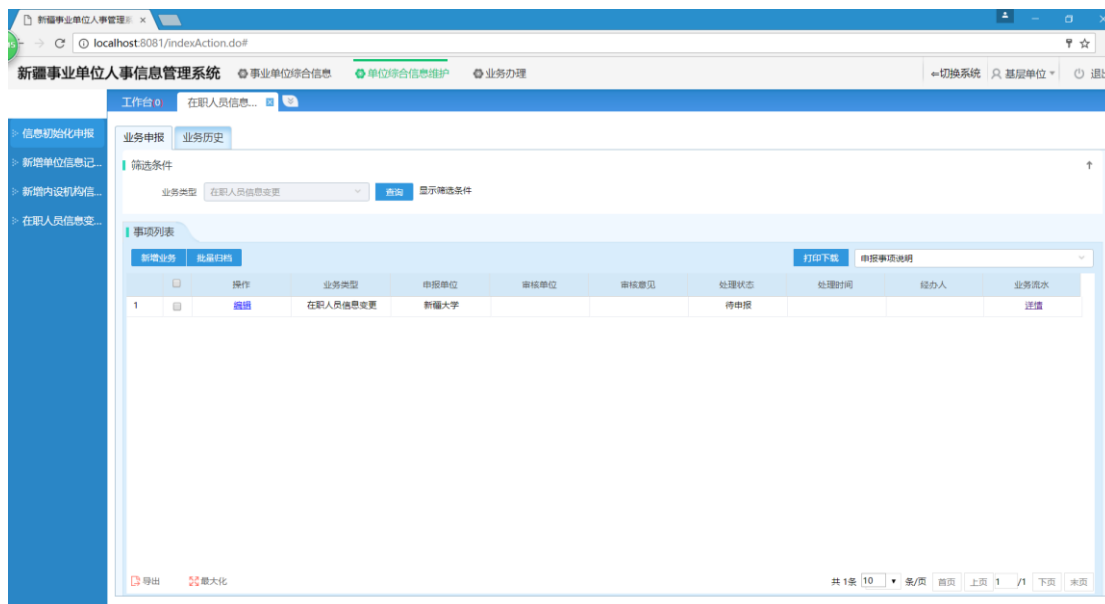 新疆事业单位人事管理
localhost:8081/indexAction.do#
新疆事业单位人事信息管理系统 事业单位综合信息 单位综合信息维护 业务办理 切换系统 基层单位 退出
工作台 0 在职人员信息...
信息初始化申报
新增单位信息记...
新增内设机构信...
在职人员信息变...
业务申报 业务历史
筛选条件
业务类型 在职人员信息变更 查询 显示筛选条件
事项列表
新增业务 批量归档 打印下载 申报事项说明
操作 业务类型 申报单位 审核单位 审核意见 处理状态 处理时间 经办人 业务流水
1 编辑 在职人员信息变更 新疆大学 待申报 详情
导出 最大化 共 1条 10 条/页 首页 上页 1 /1 下页 末页